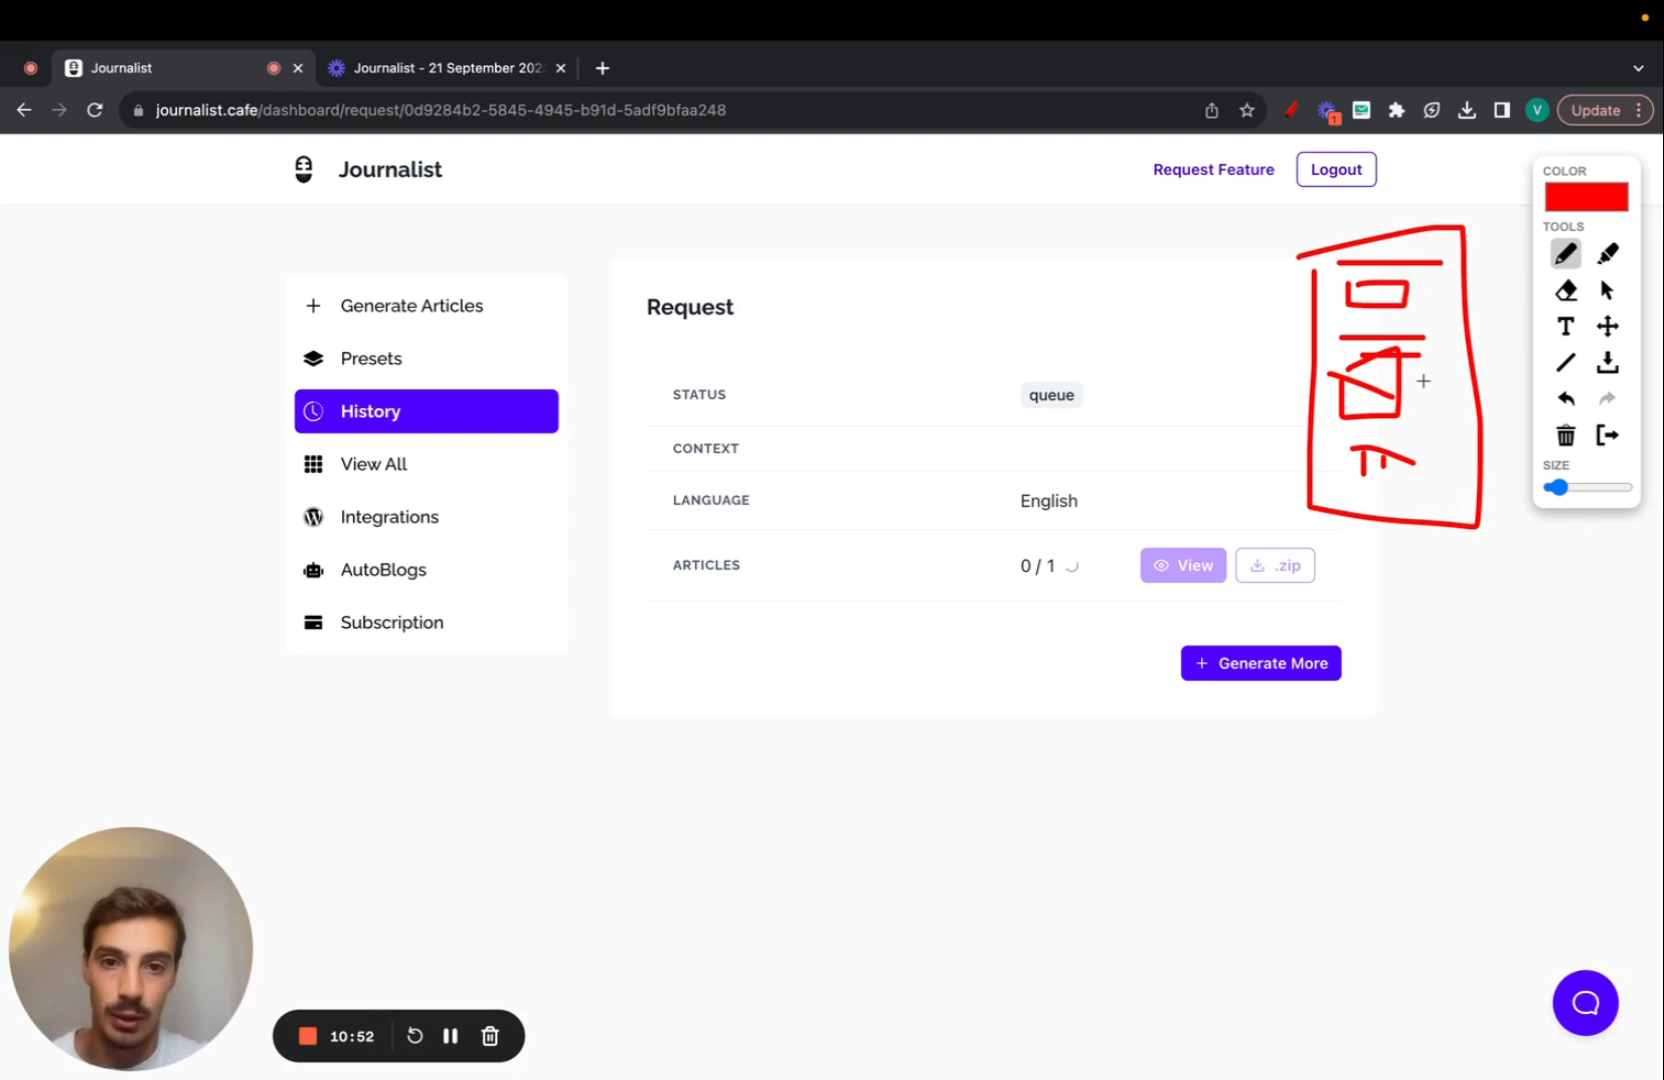 Journalist
Journalist - 21 September 202
journalist.cafe/dashboard/request/0d9284b2-5845-4945-b91d-5adf9bfaa248
1
V
Update
Journalist
Request Feature
Logout
COLOR
TOOLS
T
SIZE
Generate Articles
Presets
History
View All
Integrations
AutoBlogs
Subscription
Request
STATUS
queue
CONTEXT
LANGUAGE
English
ARTICLES
0 / 1
View
.zip
+ Generate More
10:52